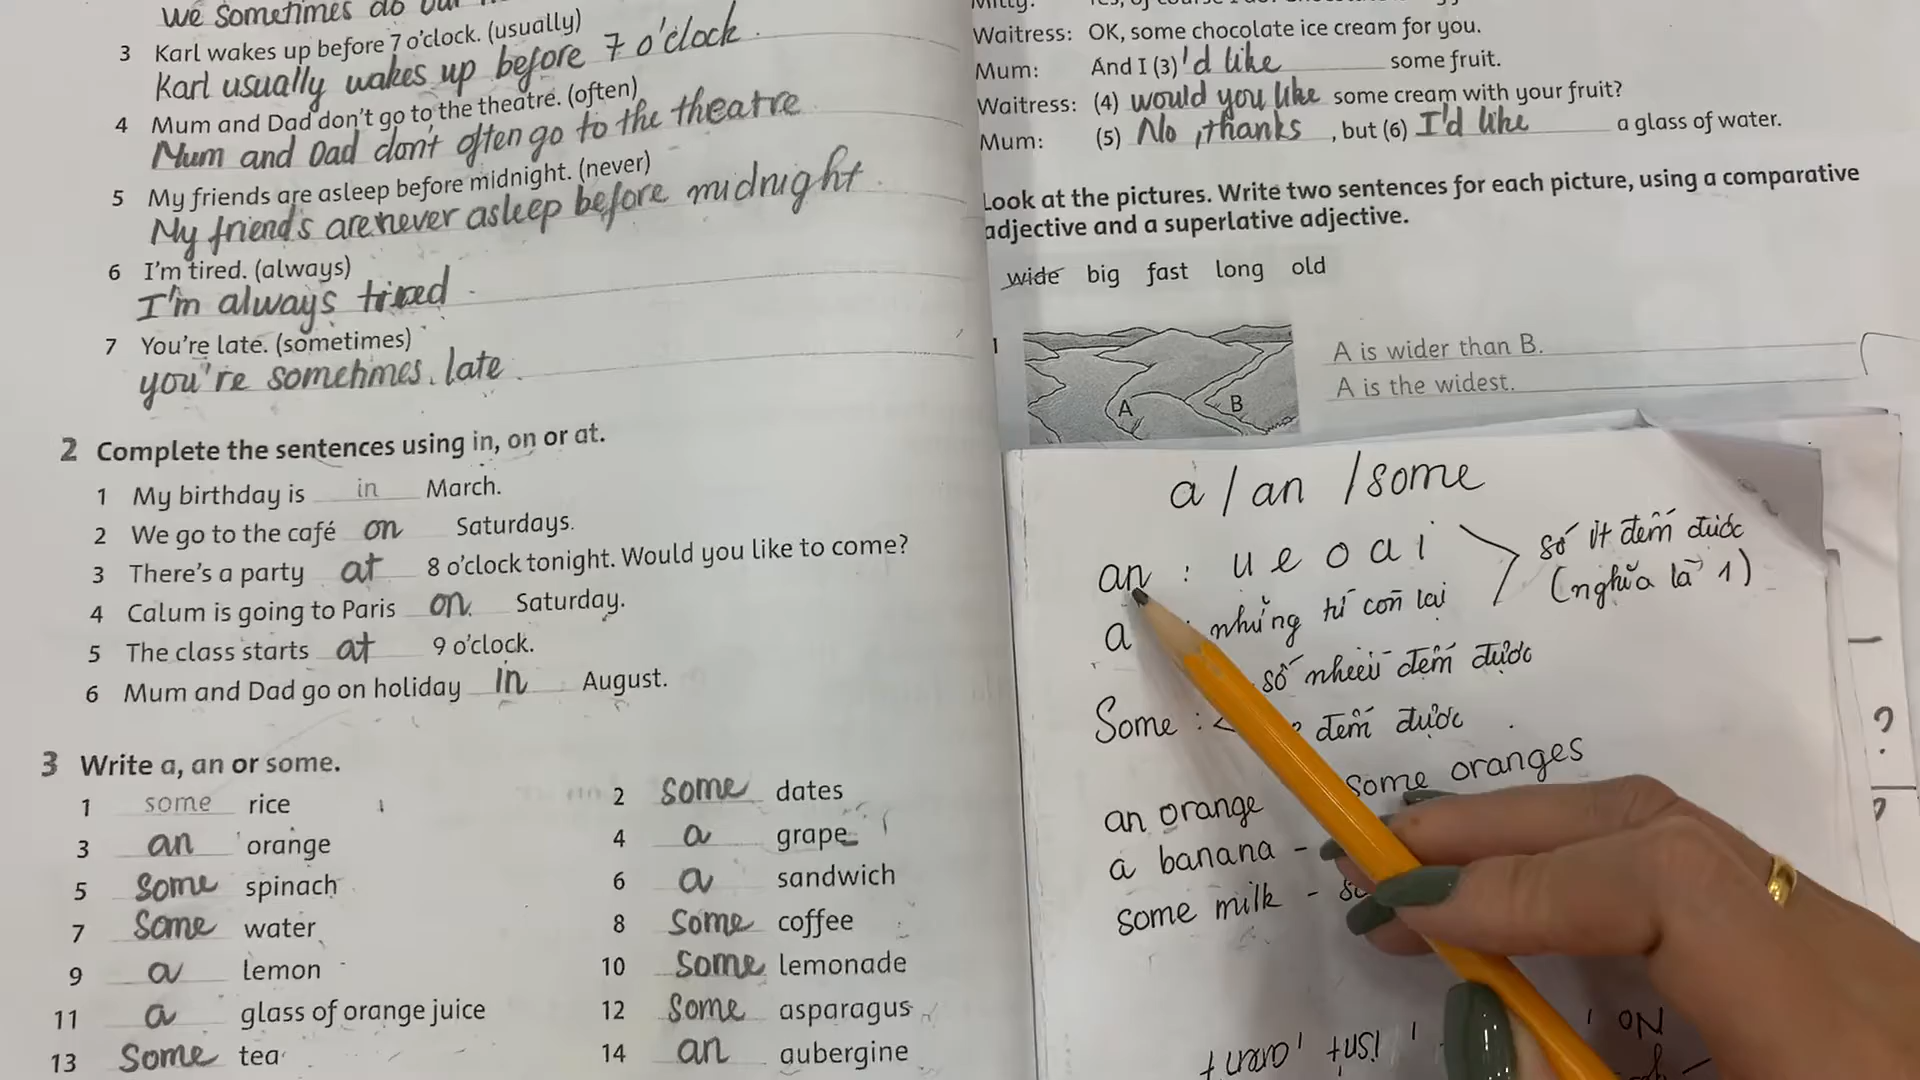 We sometimes do our
3 Karl wakes up before 7 o'clock. (usually)
Karl usually wakes up before 7 o'clock.
4 Mum and Dad don't go to the theatre. (often)
Mum and Dad don't often go to the theatre
5 My friends are asleep before midnight. (never)
My friends are never asleep before midnight.
6 I'm tired. (always)
I'm always tired.
7 You're late. (sometimes)
you're sometimes late.
2 Complete the sentences using in, on or at.
1 My birthday is in March.
2 We go to the café on Saturdays.
3 There's a party at 8 o'clock tonight. Would you like to come?
4 Calum is going to Paris on Saturday.
5 The class starts at 9 o'clock.
6 Mum and Dad go on holiday in August.
3 Write a, an or some.
1 some rice
2 some dates
3 an orange
4 a grape
5 some spinach
6 a sandwich
7 some water
8 some coffee
9 a lemon
10 some lemonade
11 a glass of orange juice
12 some asparagus
13 some tea
14 an aubergine
Waitress: OK, some chocolate ice cream for you.
Mum: And I (3) 'd like some fruit.
Waitress: (4) would you like some cream with your fruit?
Mum: (5) No, thanks, but (6) I'd like a glass of water.
Look at the pictures. Write two sentences for each picture, using a comparative
adjective and a superlative adjective.
wide big fast long old
1
A B
A is wider than B.
A is the widest.
a / an / some
an : u e o a i
số ít đếm được
(nghĩa là 1)
a những từ còn lại
số nhiều đếm được
Some : đếm được
an orange some oranges
a banana -
some milk -
No
isn't, aren't
?
?